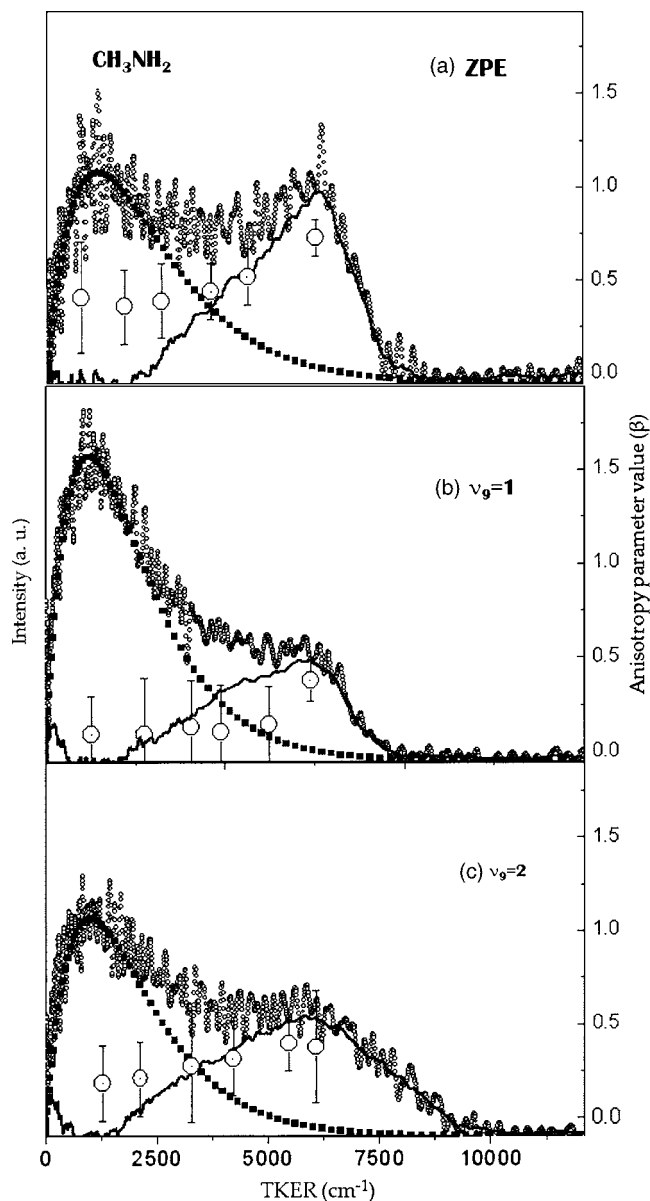 CH₃NH₂
(a) ZPE
1.5
1.0
0.5
0.0
(b) ν₉=1
1.5
1.0
0.5
0.0
(c) ν₉=2
1.5
1.0
0.5
0.0
Intensity (a. u.)
Anisotropy parameter value (β)
0 2500 5000 7500 10000
TKER (cm⁻¹)